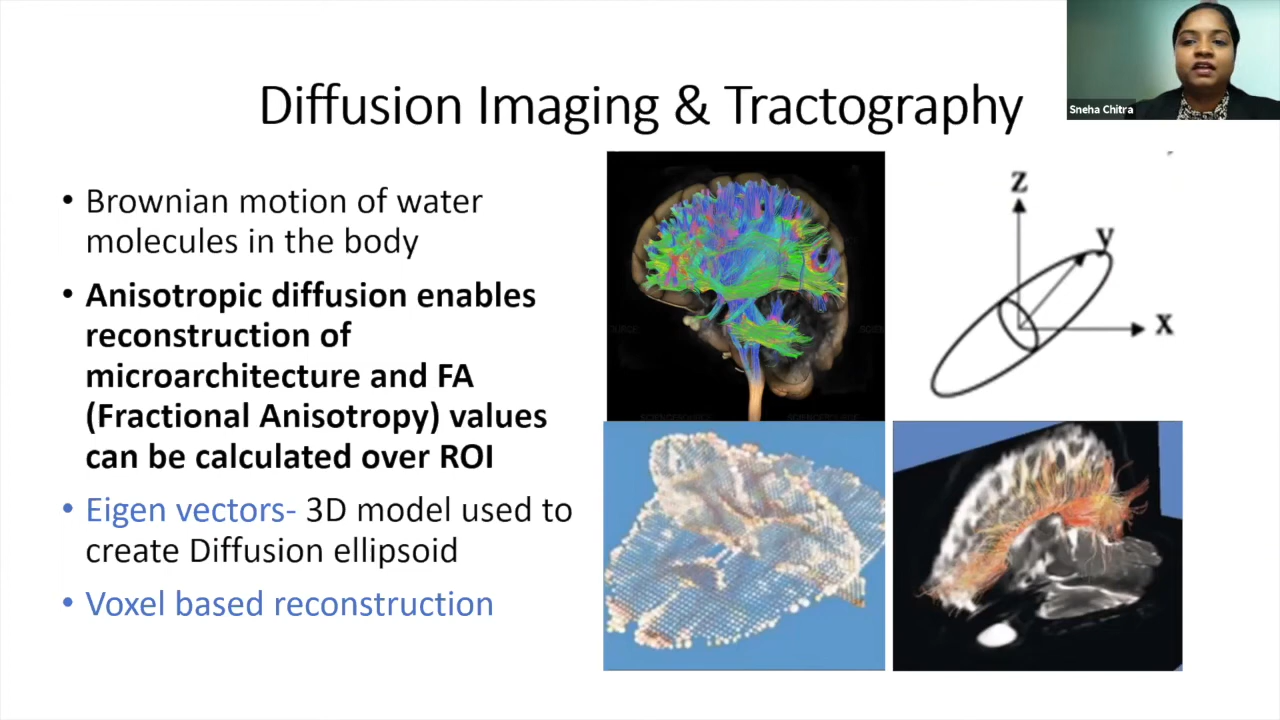 Diffusion Imaging & Tractography
Sneha Chitra
• Brownian motion of water
molecules in the body
• Anisotropic diffusion enables
reconstruction of
microarchitecture and FA
(Fractional Anisotropy) values
can be calculated over ROI
• Eigen vectors- 3D model used to
create Diffusion ellipsoid
• Voxel based reconstruction
z
y
x